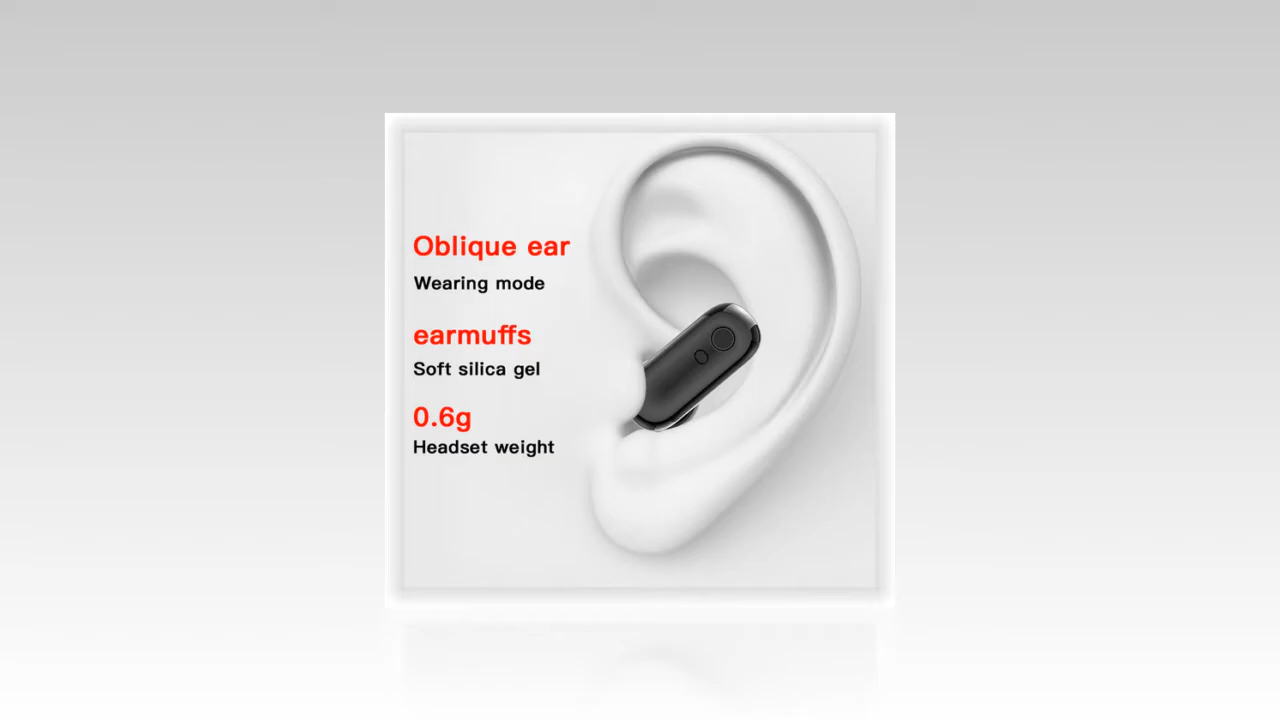 Oblique ear
Wearing mode
earmuffs
Soft silica gel
0.6g
Headset weight